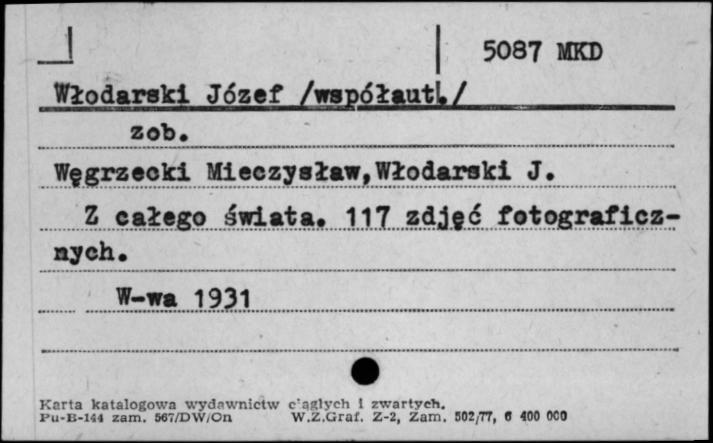 5087 MKD
Włodarski Józef /współaut./
zob.
Węgrzecki Mieczysław,Włodarski J.
Z całego świata. 117 zdjęć fotograficz-
nych.
W-wa 1931
Karta katalogowa wydawnictw ciągłych i zwartych.
Pu-B-144 zam. 567/DW/On W.Z.Graf. Z-2, Zam. 502/77, 6 400 000